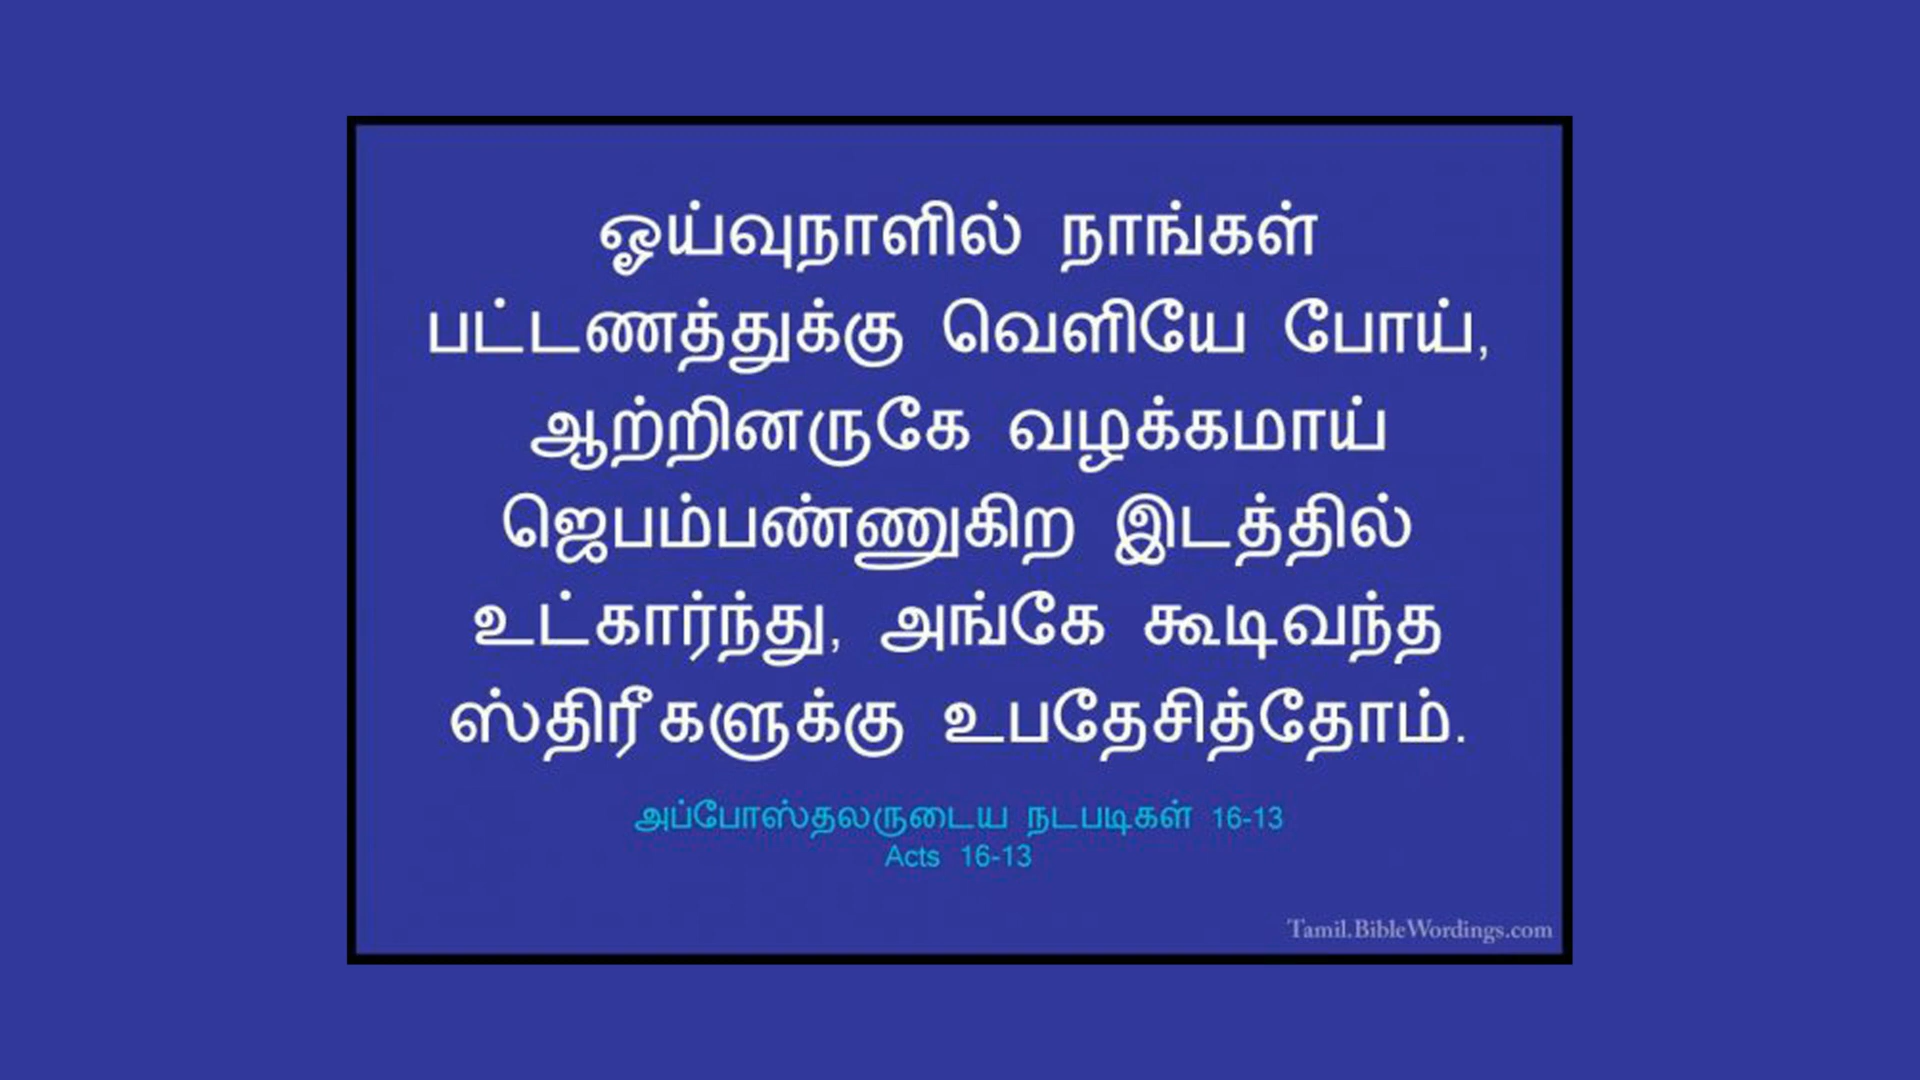 ஓய்வுநாளில் நாங்கள்
பட்டணத்துக்கு வெளியே போய்,
ஆற்றினருகே வழக்கமாய்
ஜெபம்பண்ணுகிற இடத்தில்
உட்கார்ந்து, அங்கே கூடிவந்த
ஸ்திரீகளுக்கு உபதேசித்தோம்.
அப்போஸ்தலருடைய நடபடிகள் 16-13
Acts 16-13
Tamil.BibleWordings.com